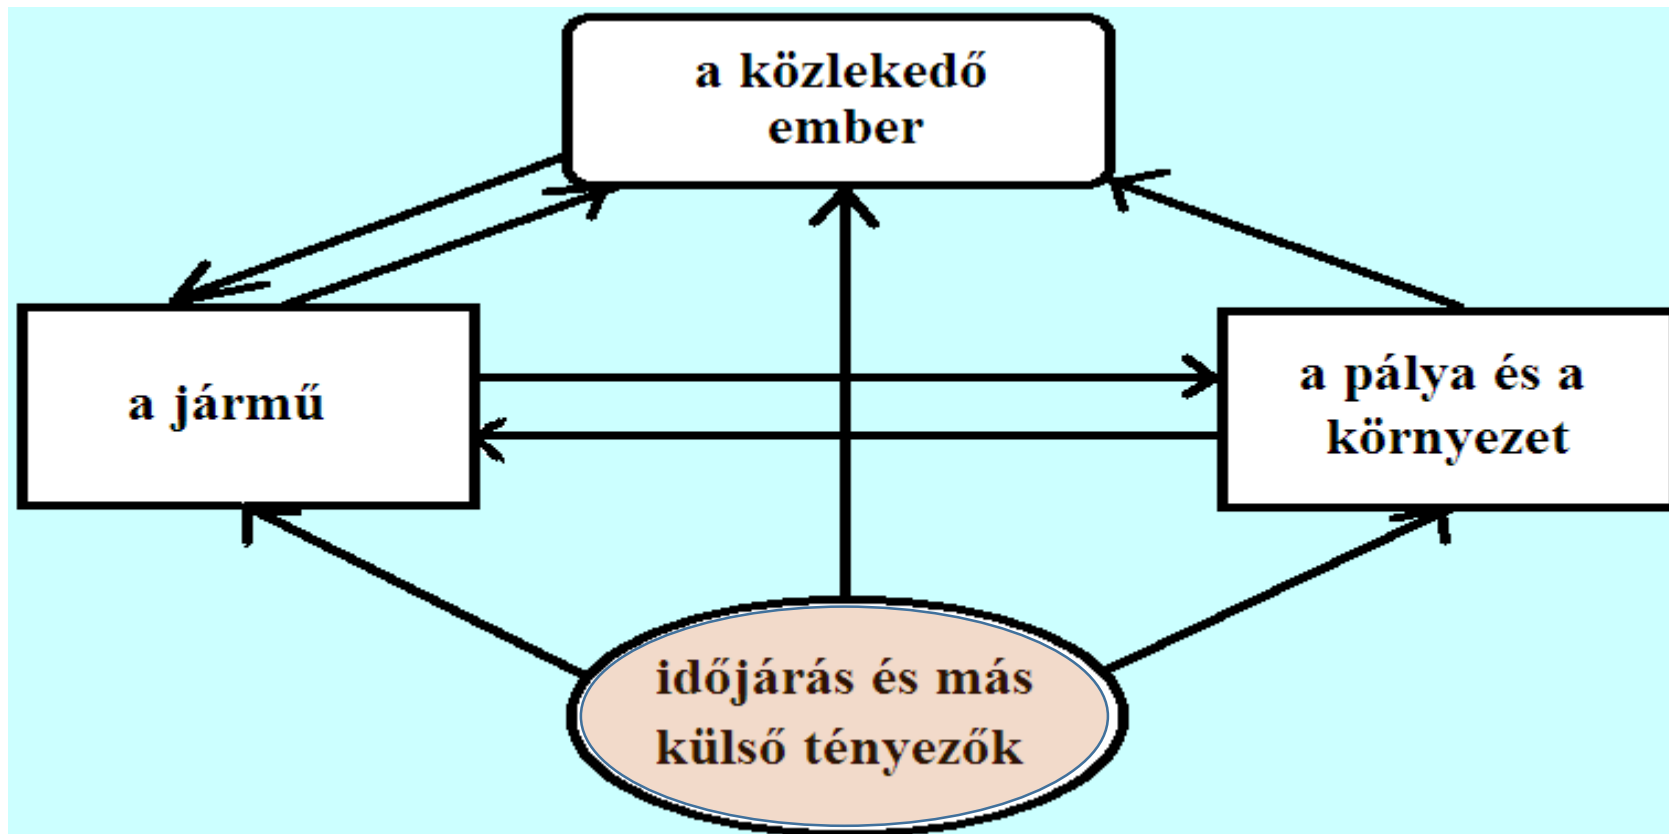 a közlekedő
ember
a jármű
a pálya és a
környezet
időjárás és más
külső tényezők